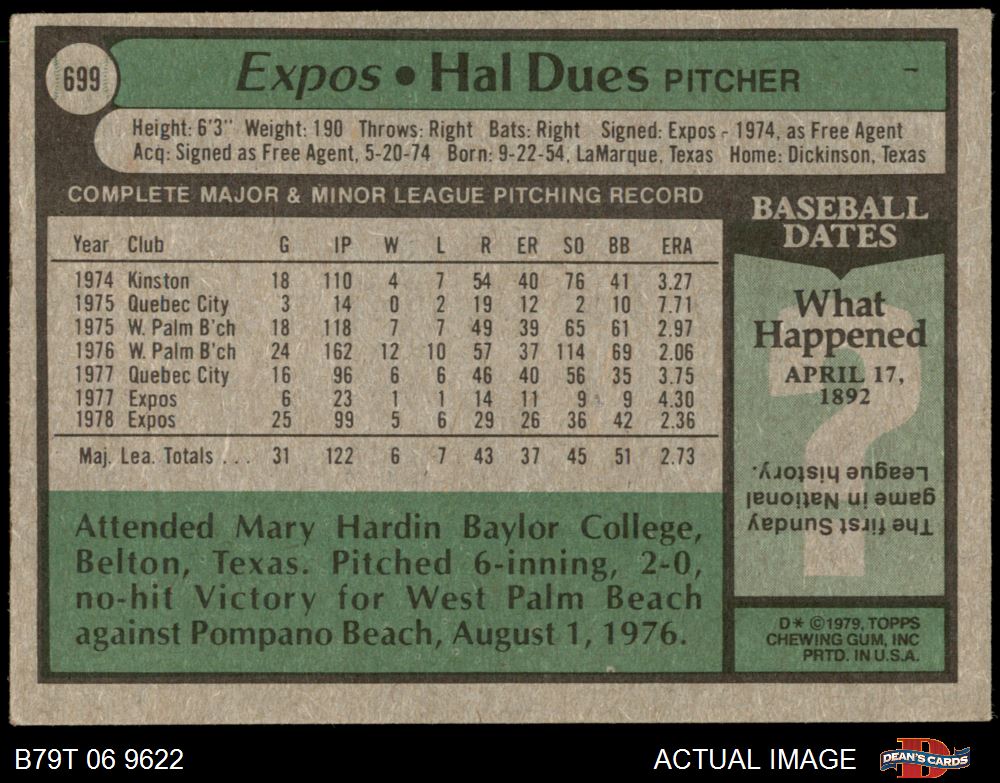 699
Expos • Hal Dues PITCHER
Height: 6'3" Weight: 190 Throws: Right Bats: Right Signed: Expos - 1974, as Free Agent
Acq: Signed as Free Agent, 5-20-74 Born: 9-22-54, LaMarque, Texas Home: Dickinson, Texas
COMPLETE MAJOR & MINOR LEAGUE PITCHING RECORD
Year Club G IP W L R ER SO BB ERA
1974 Kinston 18 110 4 7 54 40 76 41 3.27
1975 Quebec City 3 14 0 2 19 12 2 10 7.71
1975 W. Palm B'ch 18 118 7 7 49 39 65 61 2.97
1976 W. Palm B'ch 24 162 12 10 57 37 114 69 2.06
1977 Quebec City 16 96 6 6 46 40 56 35 3.75
1977 Expos 6 23 1 1 14 11 9 9 4.30
1978 Expos 25 99 5 6 29 26 36 42 2.36
Maj. Lea. Totals . . . 31 122 6 7 43 37 45 51 2.73
Attended Mary Hardin Baylor College,
Belton, Texas. Pitched 6-inning, 2-0,
no-hit Victory for West Palm Beach
against Pompano Beach, August 1, 1976.
BASEBALL
DATES
What
Happened
APRIL 17,
1892
The first Sunday
game in National
League history.
D* ©1979, TOPPS
CHEWING GUM, INC
PRTD. IN U.S.A.
B79T 06 9622
ACTUAL IMAGE
DEAN'S CARDS